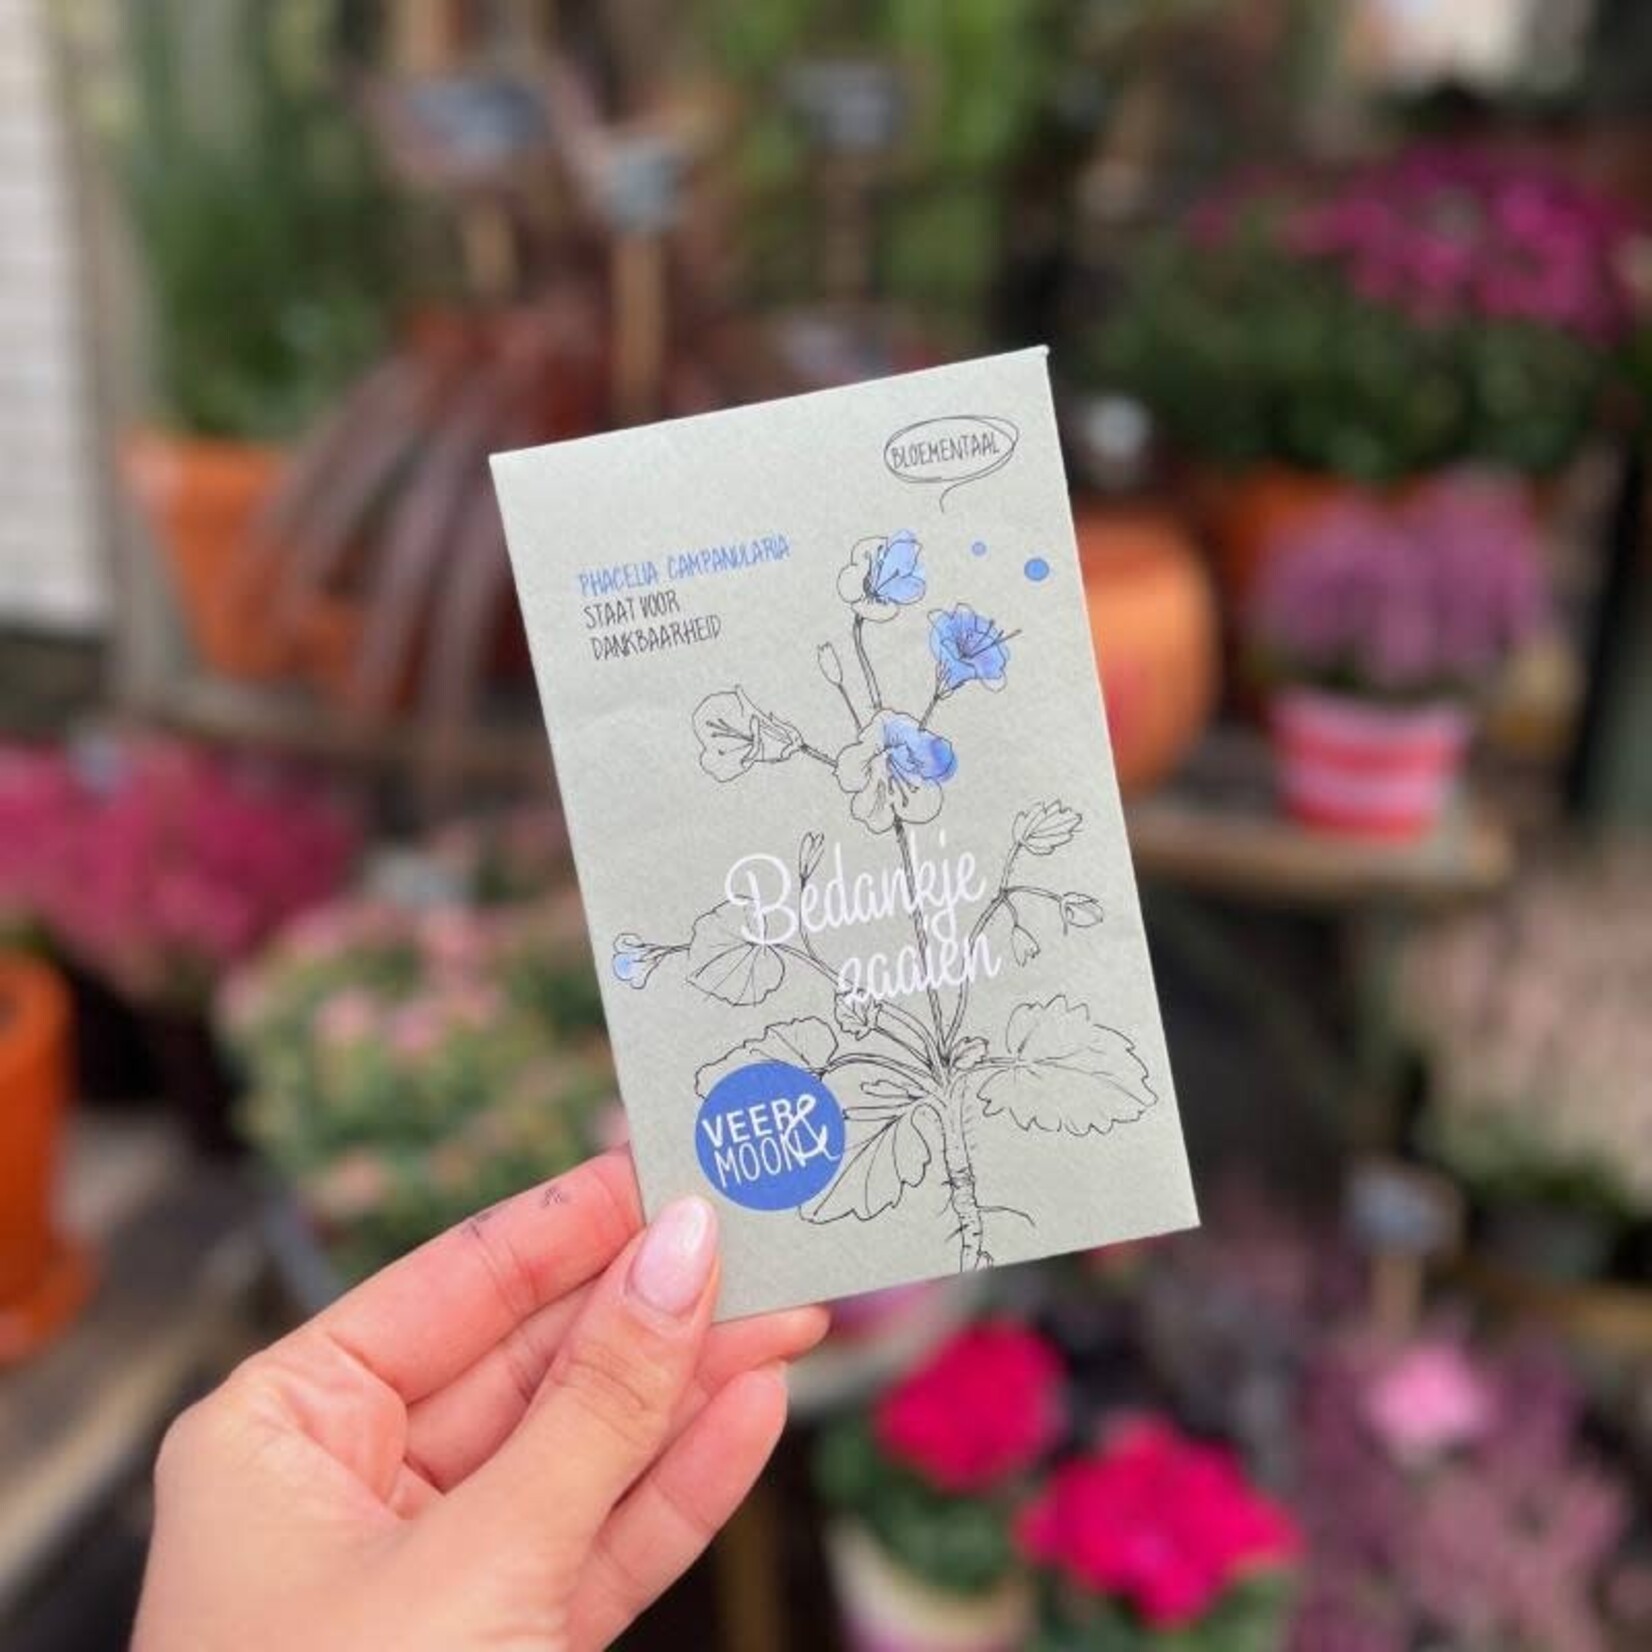 BLOEMENTAAL
PHACELIA CAMPANULARIA
STAAT VOOR
DANKBAARHEID
Bedankje
zaaien
VEER&
MOON